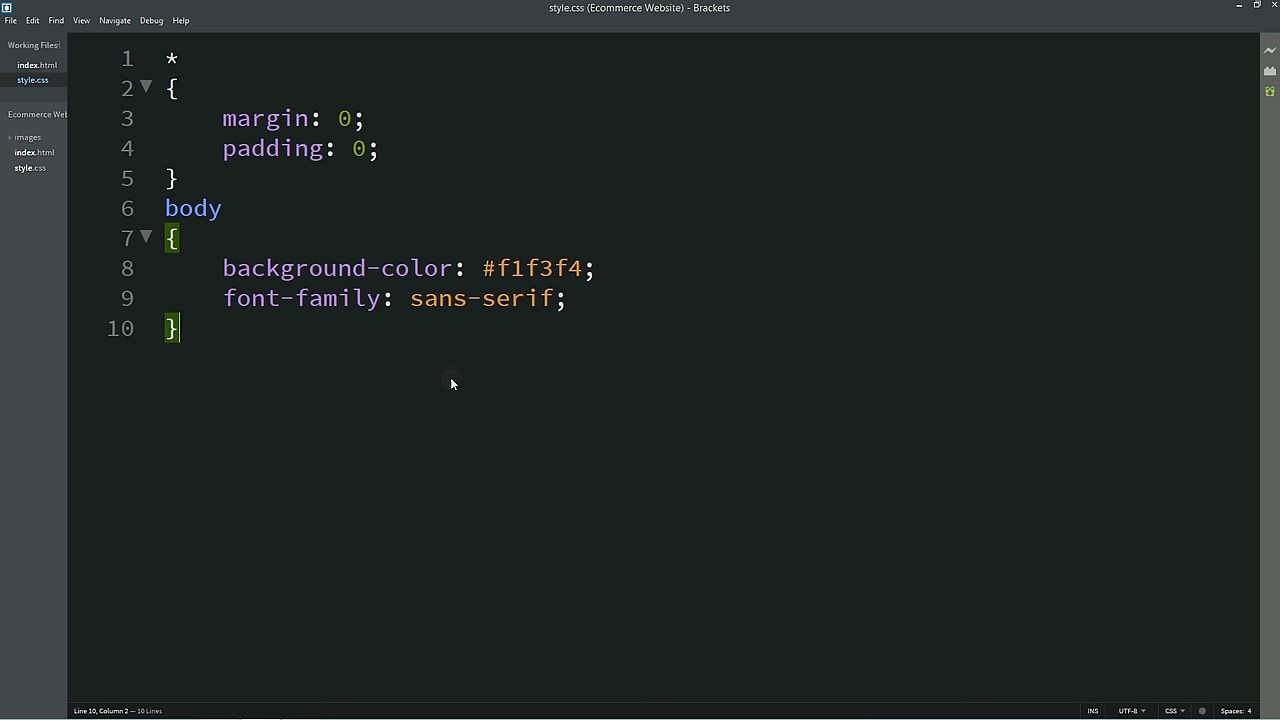 style.css (Ecommerce Website) - Brackets
File Edit Find View Navigate Debug Help
Working Files
index.html
style.css
Ecommerce Web
images
index.html
style.css
1 *
2 {
3 margin: 0;
4 padding: 0;
5 }
6 body
7 {
8 background-color: #f1f3f4;
9 font-family: sans-serif;
10 }
Line 10, Column 2 — 10 Lines
INS UTF-8 CSS Spaces: 4